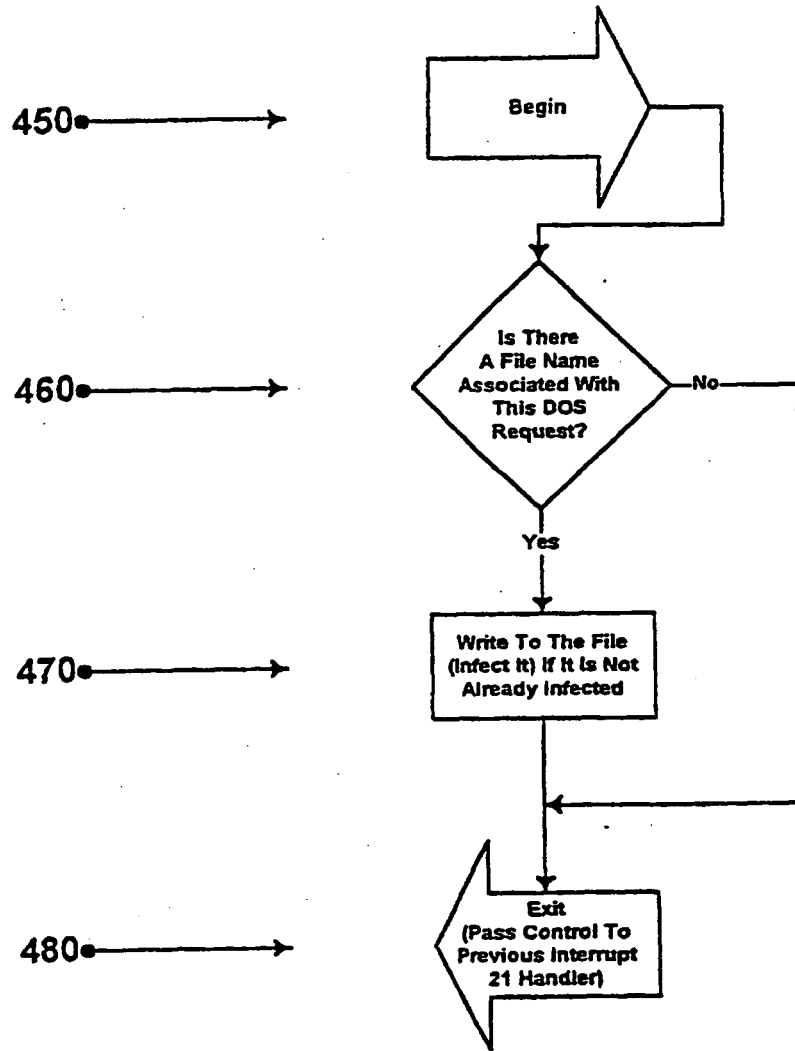 450
Begin
460
Is There
A File Name
Associated With
This DOS
Request?
No
Yes
470
Write To The File
(Infect It) If It Is Not
Already Infected
480
Exit
(Pass Control To
Previous Interrupt
21 Handler)